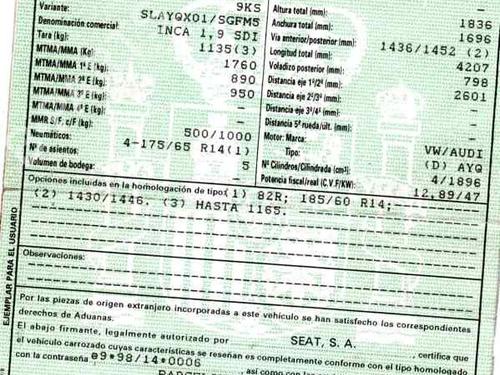 Variante: 9KS
SLAYQX01/SGFM5
Denominación comercial: INCA 1,9 SDI
Tara (kg): 1135(3)
MTMA/MMA (Kg): 1760
MTMA/MMA 1º E (kg): 890
MTMA/MMA 2º E (kg): 950
MTMA/MMA 3º E (kg): —
MTMA/MMA 4º E (kg): —
MMR S/F, c/F (kg): 500/1000
Neumáticos: 4-175/65 R14(1)
Nº de asientos: 5
Volumen de bodega: —
Altura total (mm): 1836
Anchura total (mm): 1696
Vía anterior/posterior (mm): 1436/1452 (2)
Longitud total (mm): 4207
Voladizo posterior (mm): 798
Distancia eje 1º/2º (mm): 2601
Distancia eje 2º/3º (mm): —
Distancia eje 3º/4º (mm): —
Distancia 5ª rueda/últ. (mm): —
Motor: Marca: VW/AUDI
Tipo: (D) AYQ
Nº Cilindros/Cilindrada (cm³): 4/1896
Potencia fiscal/real (C.V.F/KW): 12,89/47
Opciones incluidas en la homologación de tipo (1) 82R; 185/60 R14;
(2) 1430/1446. (3) HASTA 1165.
Observaciones:
EJEMPLAR PARA EL USUARIO
Por las piezas de origen extranjero incorporadas a este vehículo se han satisfecho los correspondientes
derechos de Aduanas.
El abajo firmante, legalmente autorizado por SEAT, S.A. , certifica que
el vehículo carrozado cuyas características se reseñan es completamente conforme con el tipo homologado
con la contraseña e9*98/14*0006 , así como con las